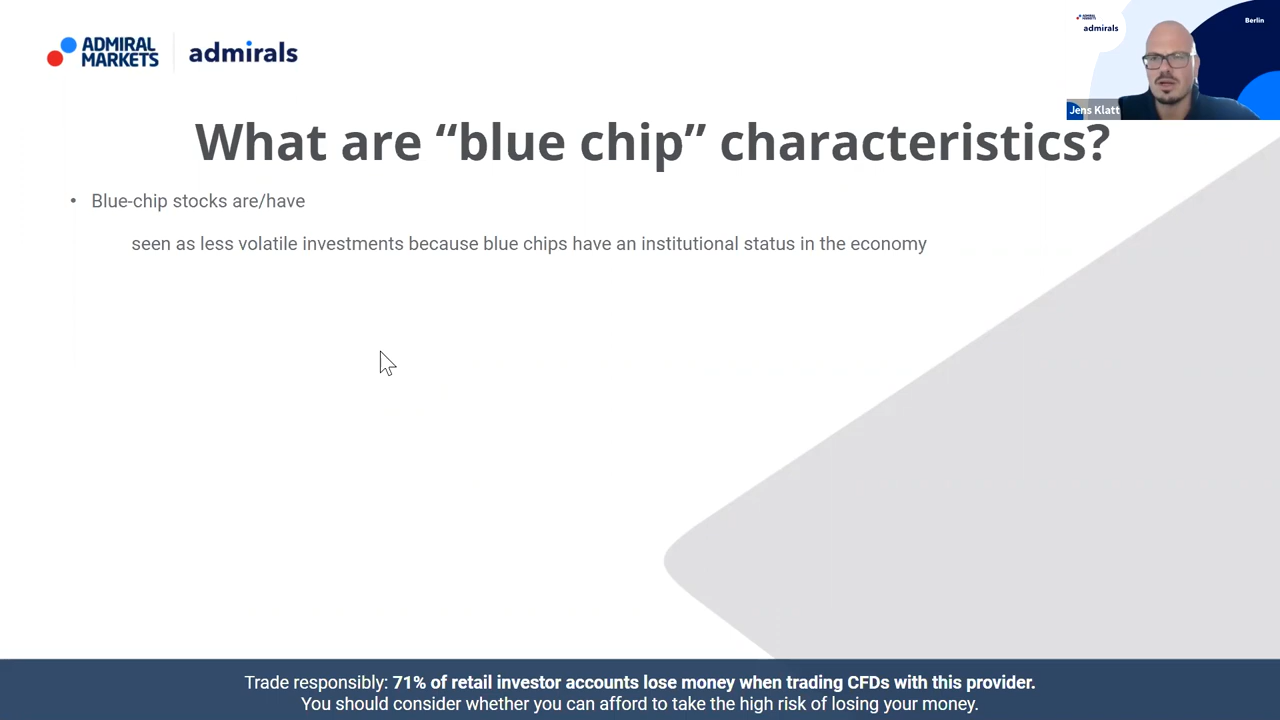 ADMIRAL
MARKETS
admirals
ADMIRAL
MARKETS
admirals
Berlin
Jens Klatt
What are “blue chip” characteristics?
• Blue-chip stocks are/have
seen as less volatile investments because blue chips have an institutional status in the economy
Trade responsibly: 71% of retail investor accounts lose money when trading CFDs with this provider.
You should consider whether you can afford to take the high risk of losing your money.